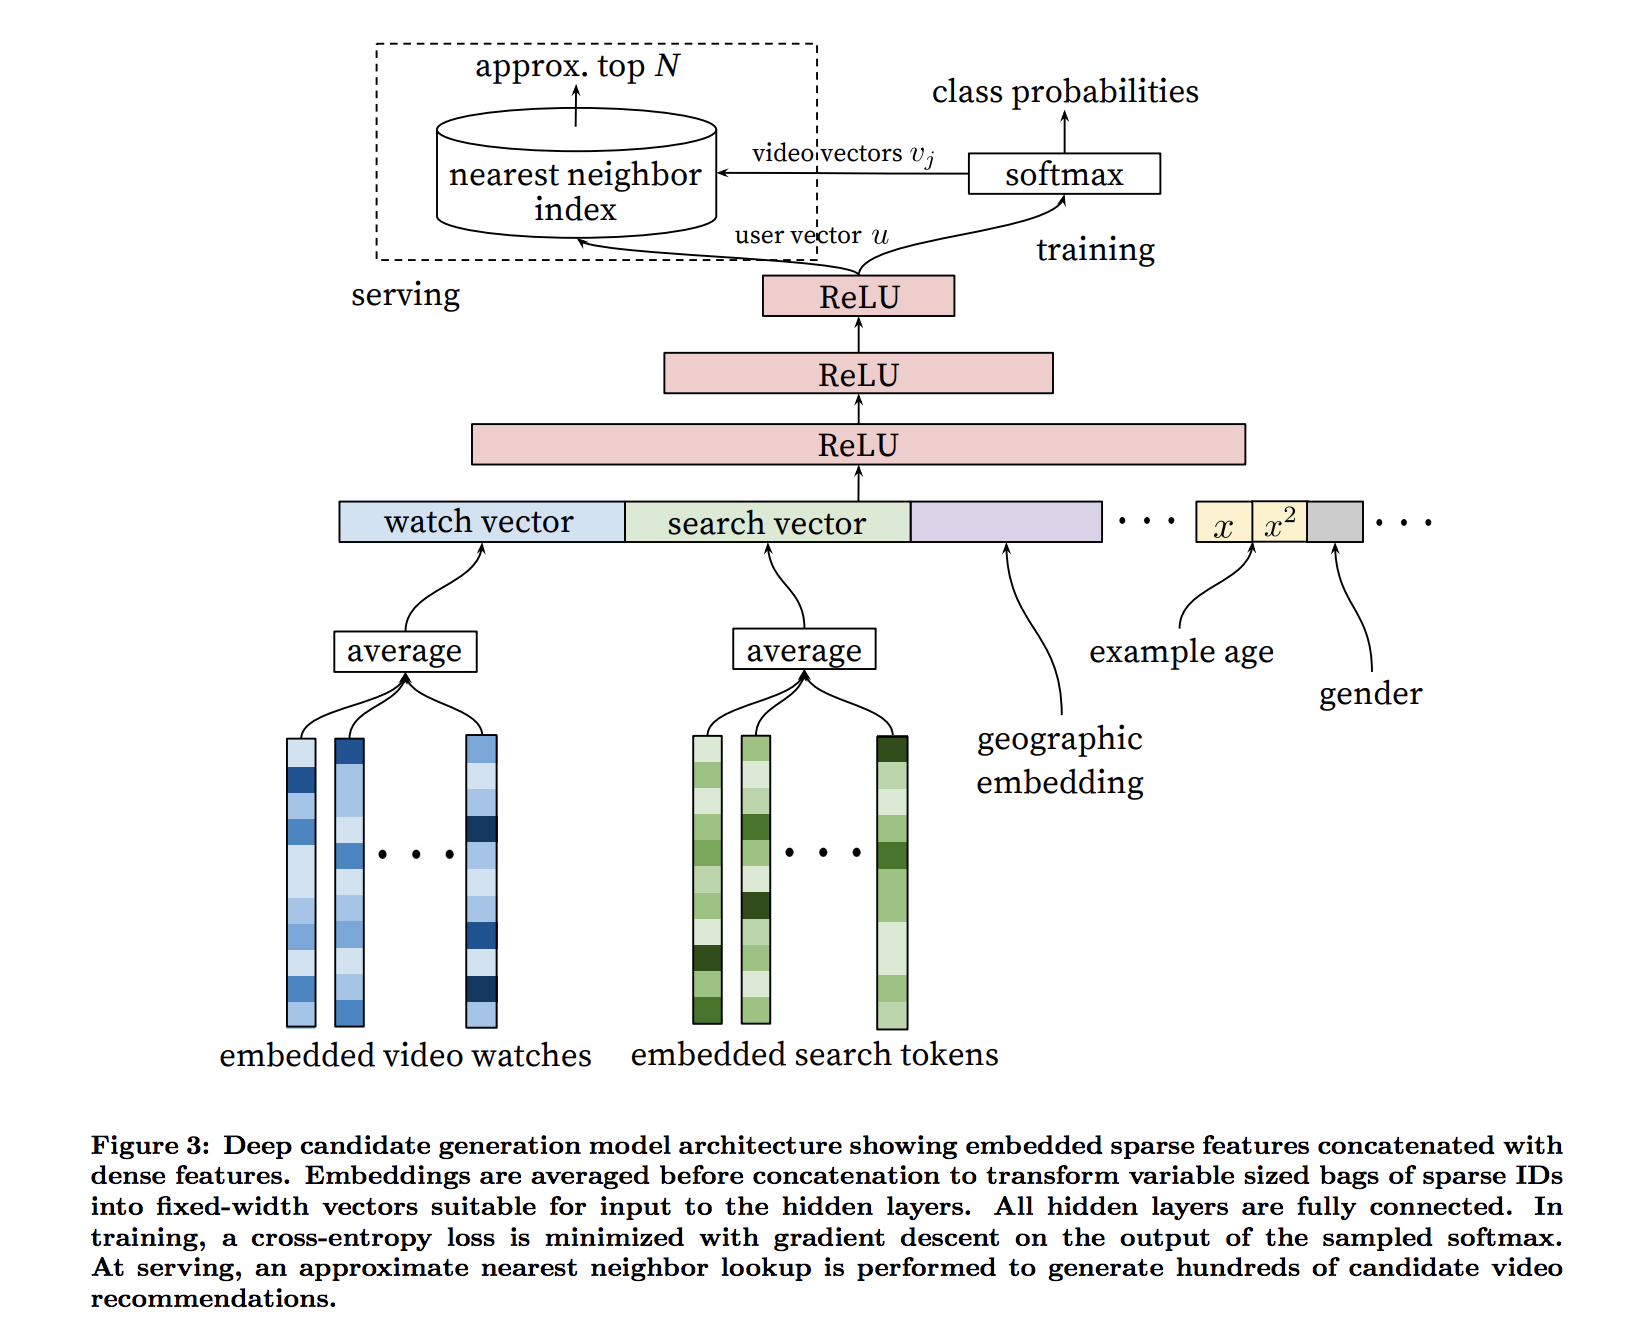 approx. top N
class probabilities
video vectors v_j
nearest neighbor
index
softmax
user vector u
training
serving
ReLU
ReLU
ReLU
watch vector
search vector
. . .
x
x²
. . .
average
average
example age
gender
geographic
embedding
. . .
. . .
embedded video watches
embedded search tokens
Figure 3: Deep candidate generation model architecture showing embedded sparse features concatenated with
dense features. Embeddings are averaged before concatenation to transform variable sized bags of sparse IDs
into fixed-width vectors suitable for input to the hidden layers. All hidden layers are fully connected. In
training, a cross-entropy loss is minimized with gradient descent on the output of the sampled softmax.
At serving, an approximate nearest neighbor lookup is performed to generate hundreds of candidate video
recommendations.